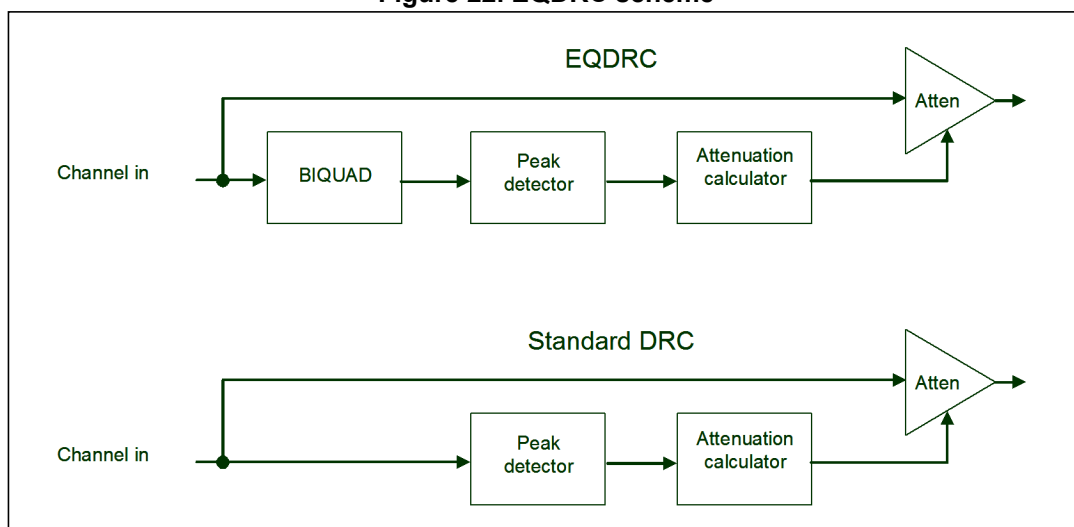 Figure 22. EQDRC scheme
EQDRC
Atten
Channel in
BIQUAD
Peak
detector
Attenuation
calculator
Standard DRC
Atten
Channel in
Peak
detector
Attenuation
calculator